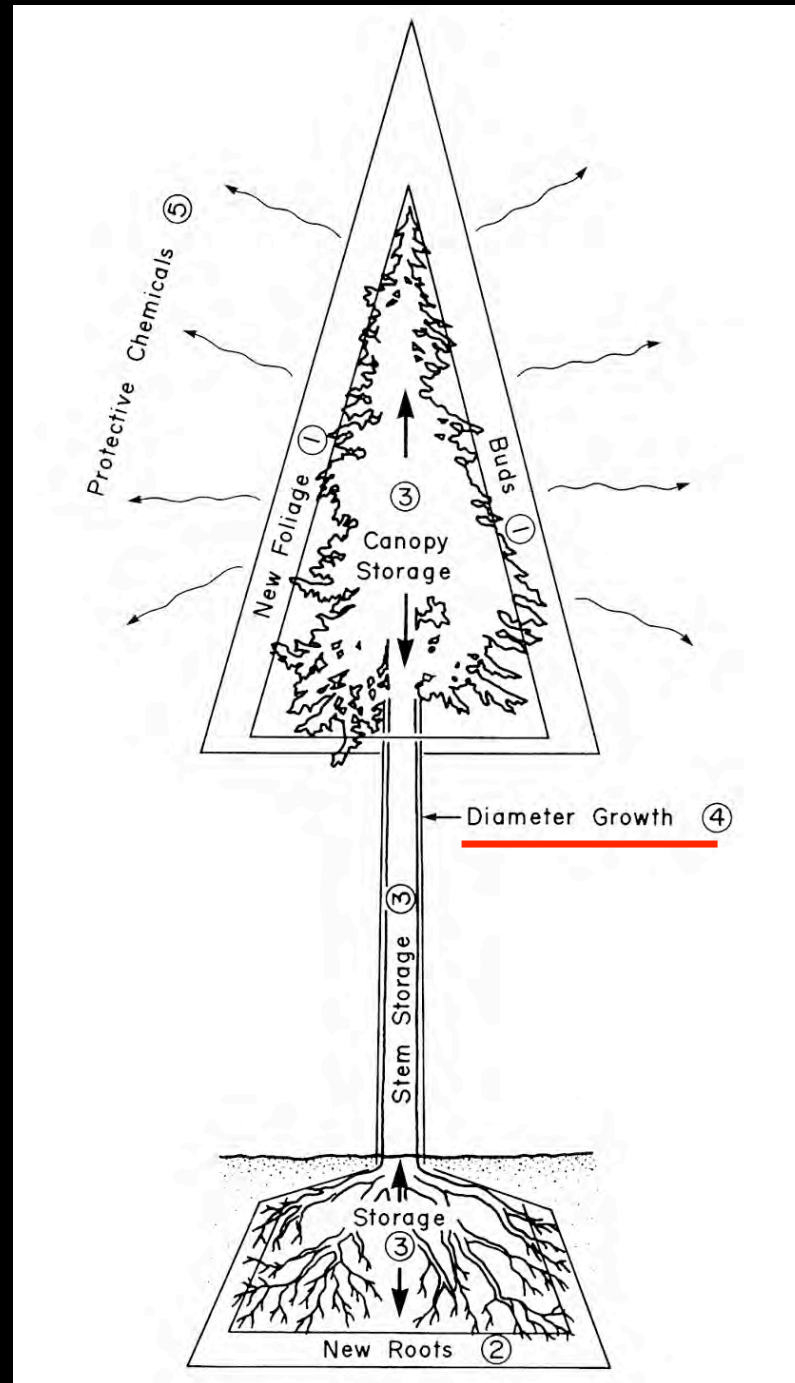 Protective Chemicals ⑤
New Foliage ①
Buds ①
③
Canopy
Storage
Diameter Growth ④
Stem Storage ③
Storage
③
New Roots ②